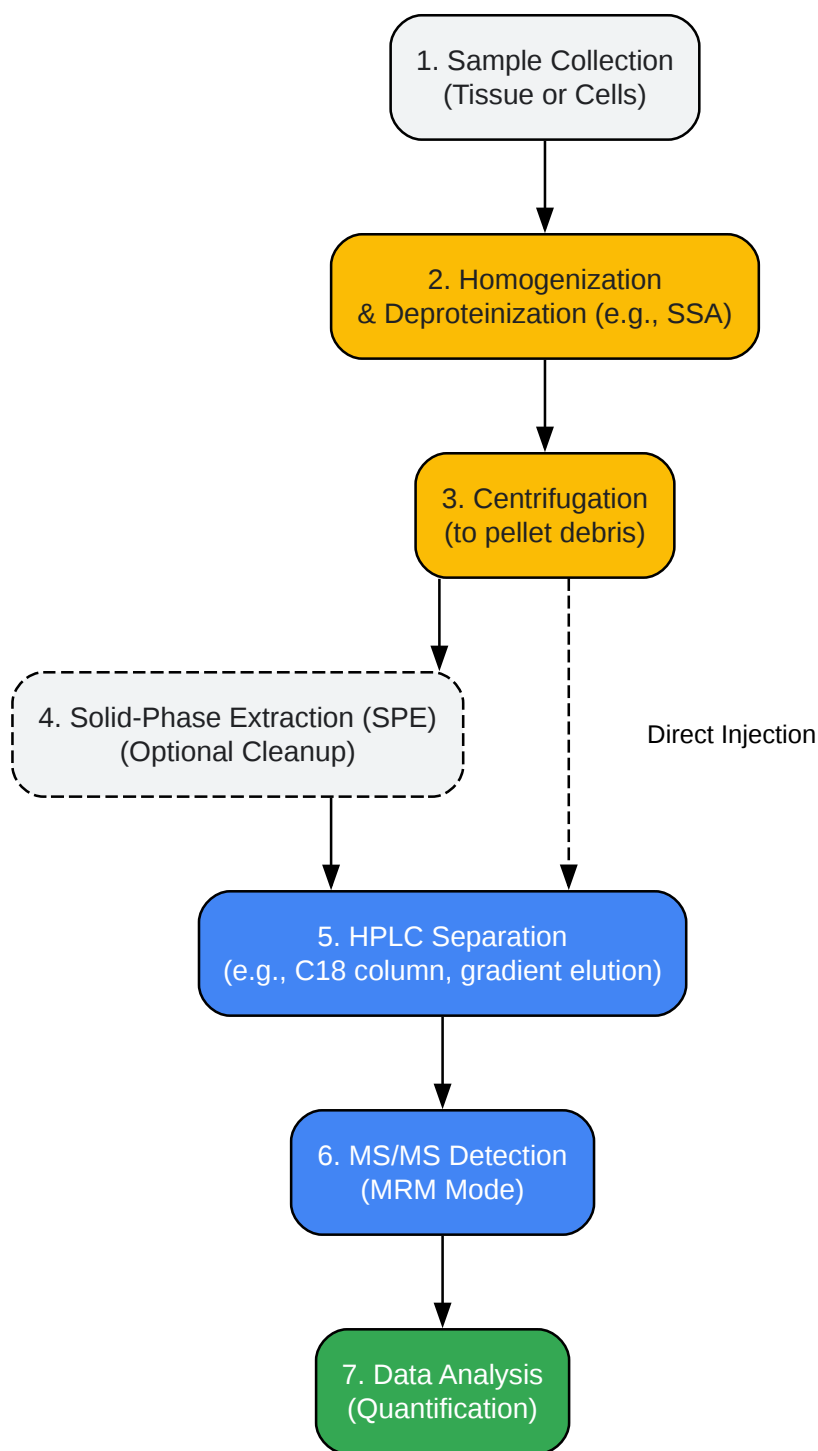 1. Sample Collection
(Tissue or Cells)
2. Homogenization
& Deproteinization (e.g., SSA)
3. Centrifugation
(to pellet debris)
4. Solid-Phase Extraction (SPE)
(Optional Cleanup)
Direct Injection
5. HPLC Separation
(e.g., C18 column, gradient elution)
6. MS/MS Detection
(MRM Mode)
7. Data Analysis
(Quantification)